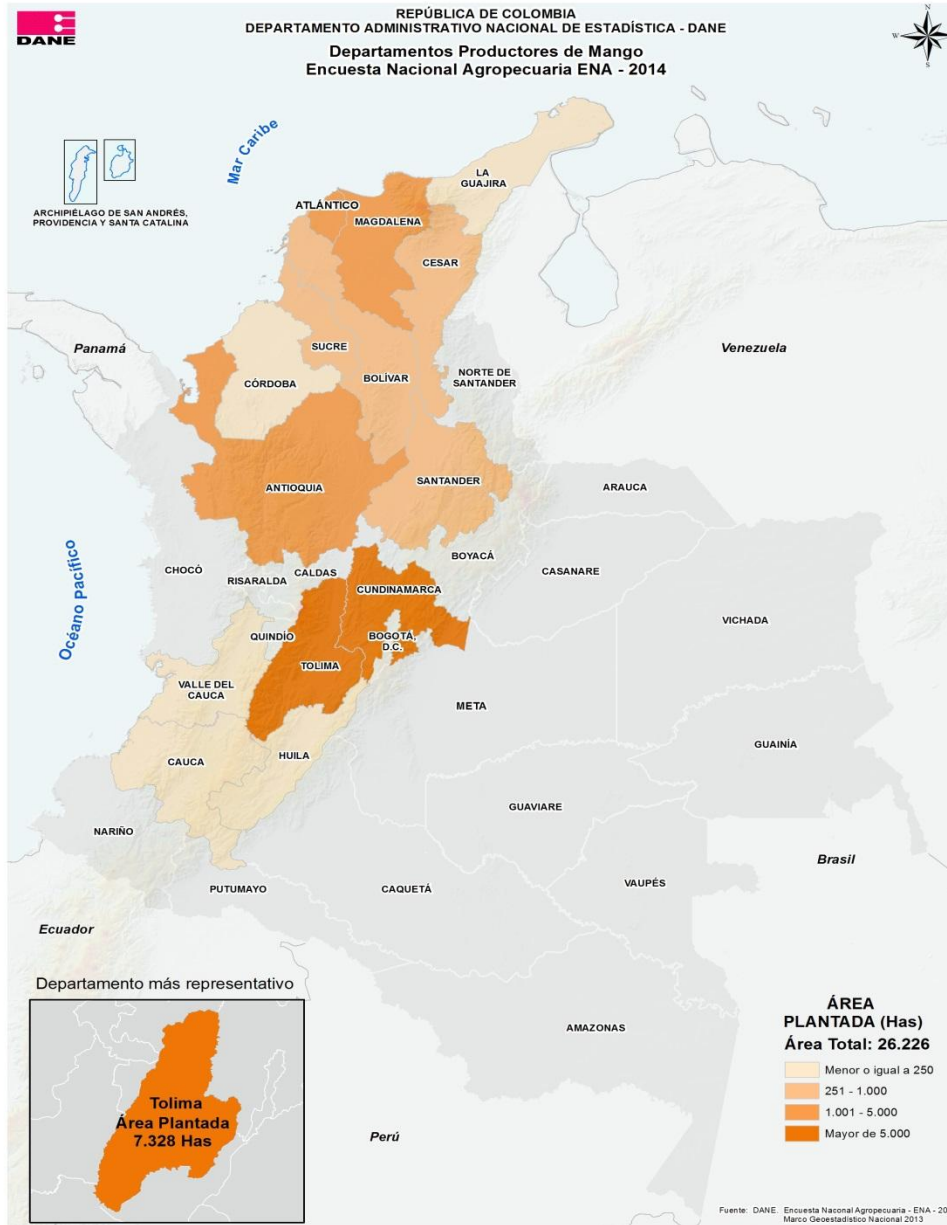 DANE
REPÚBLICA DE COLOMBIA
DEPARTAMENTO ADMINISTRATIVO NACIONAL DE ESTADÍSTICA - DANE
Departamentos Productores de Mango
Encuesta Nacional Agropecuaria ENA - 2014
N
W
E
S
Mar Caribe
ARCHIPIÉLAGO DE SAN ANDRÉS,
PROVIDENCIA Y SANTA CATALINA
LA
GUAJIRA
ATLÁNTICO
MAGDALENA
CESAR
Panamá
SUCRE
Venezuela
CÓRDOBA
BOLÍVAR
NORTE DE
SANTANDER
ANTIOQUIA
SANTANDER
ARAUCA
Océano Pacífico
CHOCÓ
BOYACÁ
CALDAS
RISARALDA
CASANARE
CUNDINAMARCA
VICHADA
QUINDÍO
BOGOTÁ,
D.C.
TOLIMA
VALLE DEL
CAUCA
META
GUAINÍA
CAUCA
HUILA
GUAVIARE
NARIÑO
Brasil
PUTUMAYO
CAQUETÁ
VAUPÉS
Ecuador
Departamento más representativo
Tolima
Área Plantada
7.328 Has
AMAZONAS
Perú
ÁREA
PLANTADA (Has)
Área Total: 26.226
Menor o igual a 250
251 - 1.000
1.001 - 5.000
Mayor de 5.000
Fuente: DANE. Encuesta Naconal Agropecuaria - ENA - 20
Marco Geoestadístico Nacional 2013